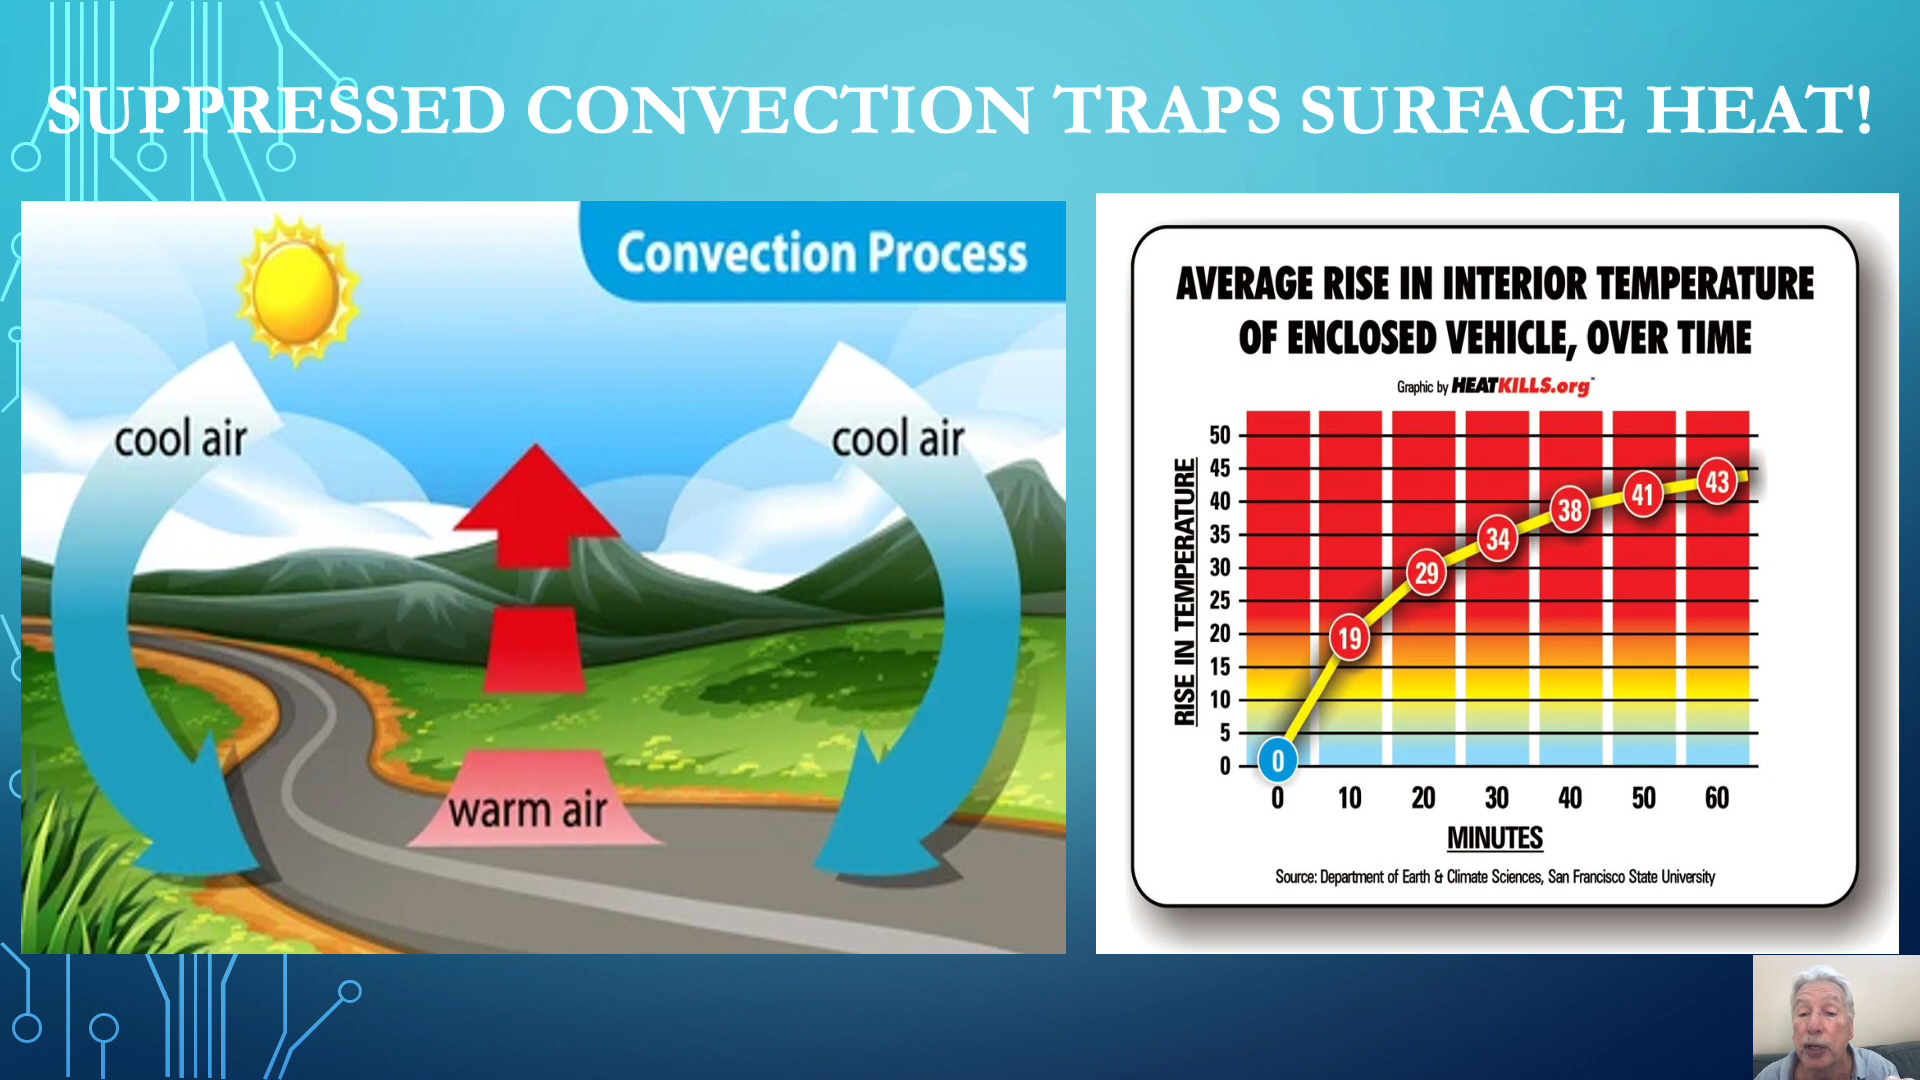 SUPPRESSED CONVECTION TRAPS SURFACE HEAT!
Convection Process
cool air
cool air
warm air
AVERAGE RISE IN INTERIOR TEMPERATURE
OF ENCLOSED VEHICLE, OVER TIME
Graphic by HEATKILLS.org™
RISE IN TEMPERATURE
50
45
40
35
30
25
20
15
10
5
0
0
19
29
34
38
41
43
0 10 20 30 40 50 60
MINUTES
Source: Department of Earth & Climate Sciences, San Francisco State University